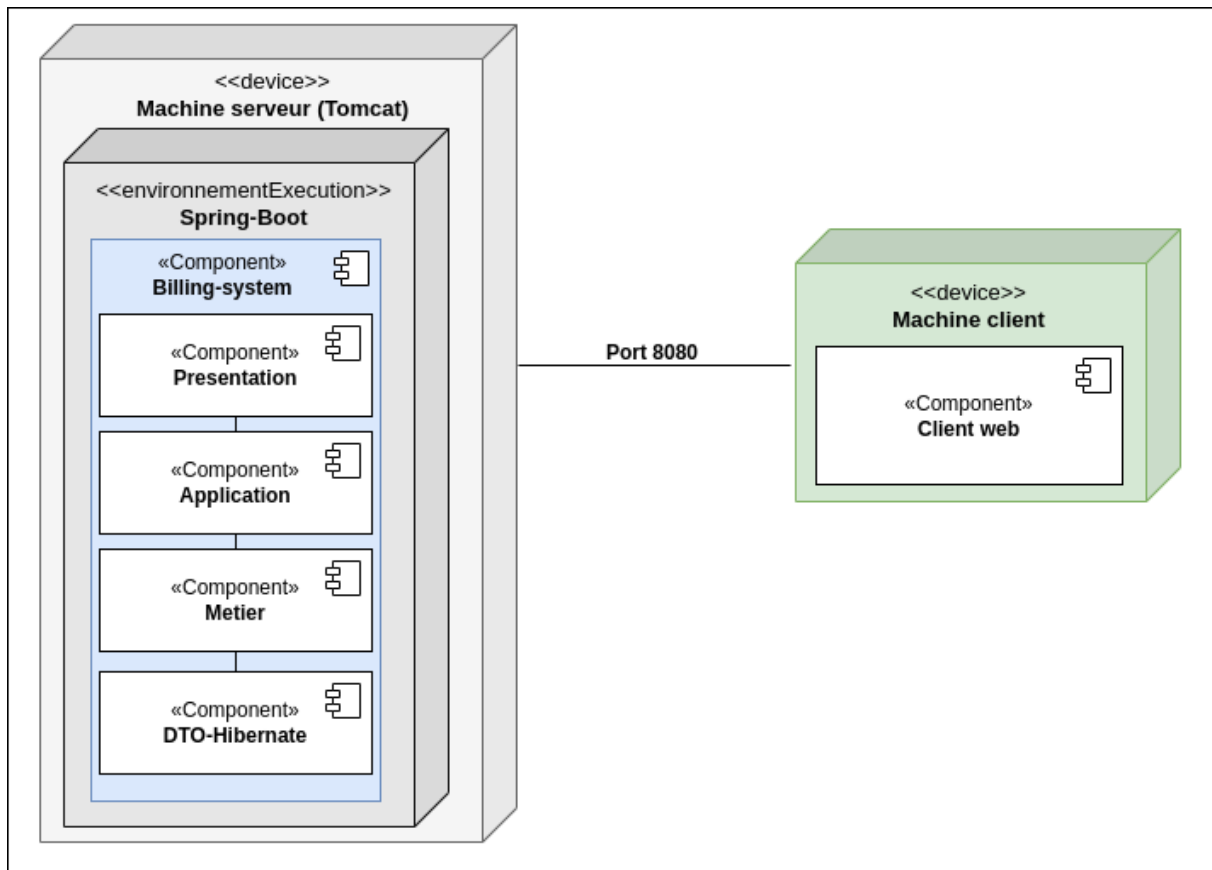 <<device>>
Machine serveur (Tomcat)
<<environnementExecution>>
Spring-Boot
«Component»
Billing-system
«Component»
Presentation
«Component»
Application
«Component»
Metier
«Component»
DTO-Hibernate
Port 8080
<<device>>
Machine client
«Component»
Client web